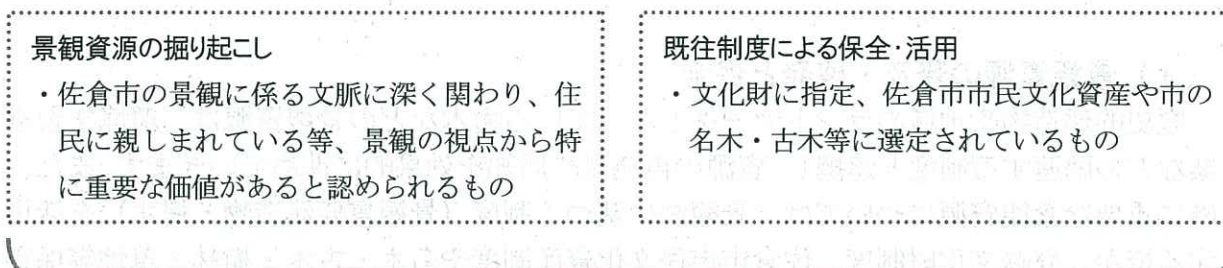 景観資源の掘り起こし
・佐倉市の景観に係る文脈に深く関わり、住
民に親しまれている等、景観の視点から特
に重要な価値があると認められるもの
既往制度による保全・活用
・文化財に指定、佐倉市市民文化資産や市の
名木・古木等に選定されているもの